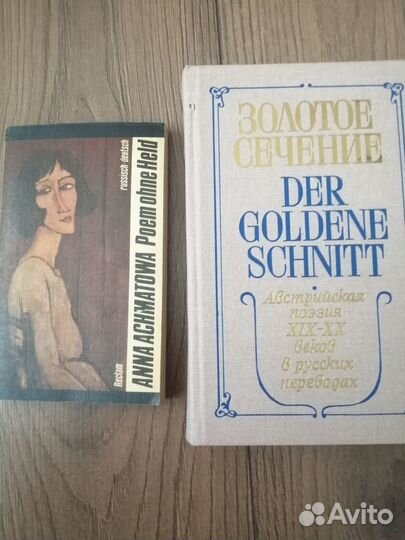 Reclam
ANNA ACHMATOWA Poem ohne Held
russisch-deutsch
ЗОЛОТОЕ
СЕЧЕНИЕ
DER
GOLDENE
SCHNITT
Австрийская
поэзия
XIX-XX
веков
в русских
переводах
Avito